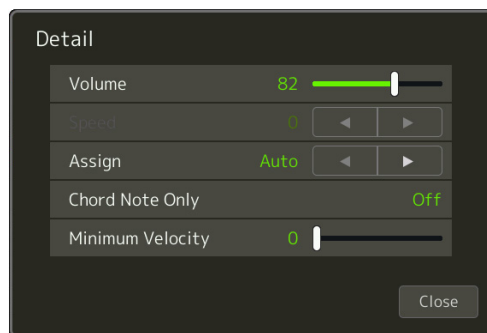 Detail
Volume 82
Speed 0
Assign Auto
Chord Note Only Off
Minimum Velocity 0
Close